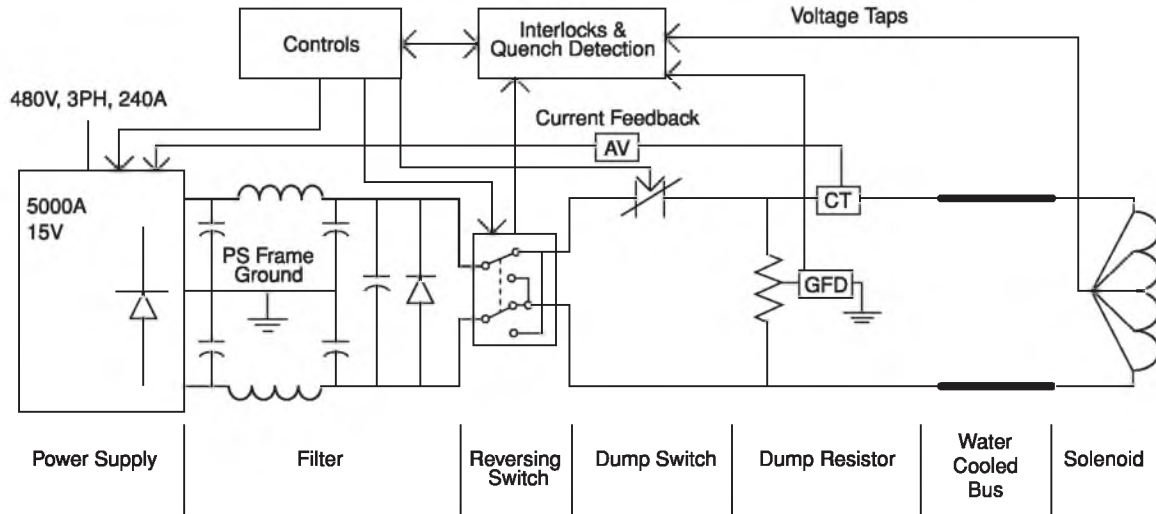 Controls
Interlocks &
Quench Detection
Voltage Taps
480V, 3PH, 240A
Current Feedback
AV
5000A
15V
PS Frame
Ground
CT
GFD
Power Supply
Filter
Reversing
Switch
Dump Switch
Dump Resistor
Water
Cooled
Bus
Solenoid